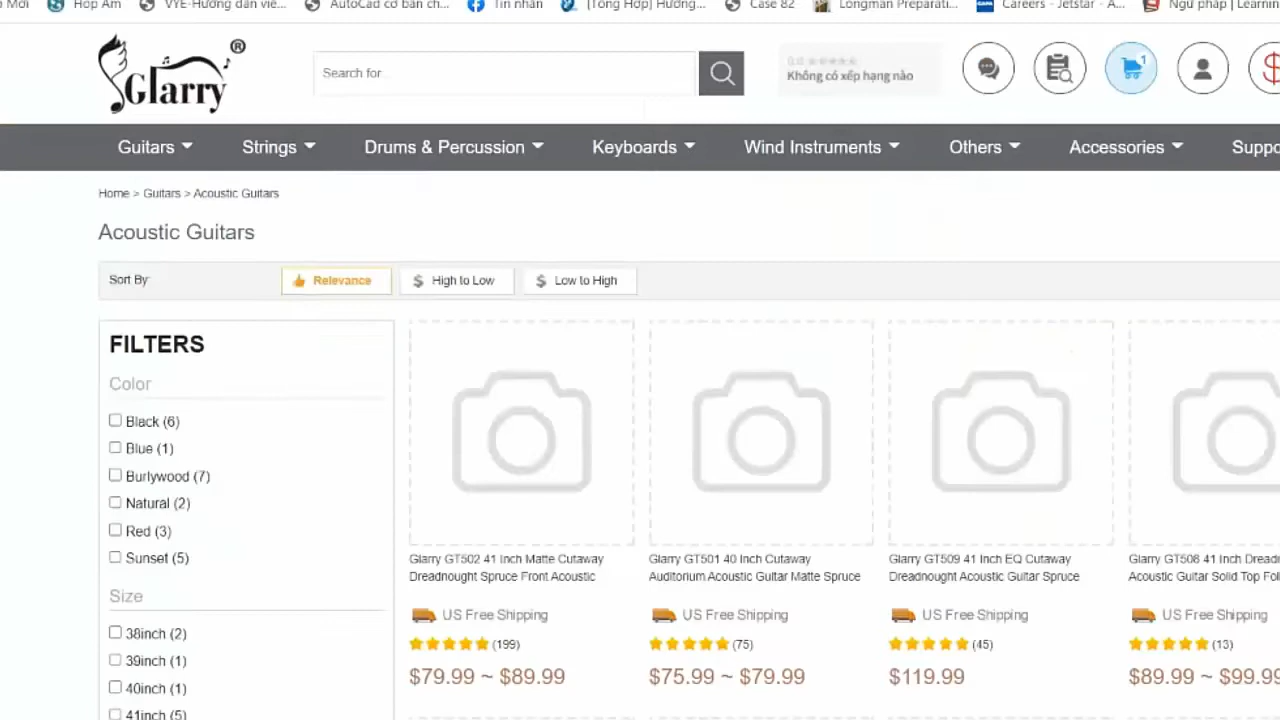 Họp Âm
VYE-Hướng dẫn viê...
AutoCad cơ bản ch...
Tin nhắn
[Tổng Hợp] Hướng...
Case 82
Longman Preparati...
Careers - Jetstar - A...
Ngữ pháp | Learnin
Glarry ®
Search for
0.0
Không có xếp hạng nào
1
Guitars Strings Drums & Percussion Keyboards Wind Instruments Others Accessories Suppo
Home > Guitars > Acoustic Guitars
Acoustic Guitars
Sort By: Relevance $ High to Low $ Low to High
FILTERS
Color
Black (6)
Blue (1)
Burlywood (7)
Natural (2)
Red (3)
Sunset (5)
Size
38inch (2)
39inch (1)
40inch (1)
41inch (5)
Glarry GT502 41 Inch Matte Cutaway
Dreadnought Spruce Front Acoustic
US Free Shipping
(199)
$79.99 ~ $89.99
Glarry GT501 40 Inch Cutaway
Auditorium Acoustic Guitar Matte Spruce
US Free Shipping
(75)
$75.99 ~ $79.99
Glarry GT509 41 Inch EQ Cutaway
Dreadnought Acoustic Guitar Spruce
US Free Shipping
(45)
$119.99
Glarry GT508 41 Inch Dreadn
Acoustic Guitar Solid Top Fol
US Free Shipping
(13)
$89.99 ~ $99.99